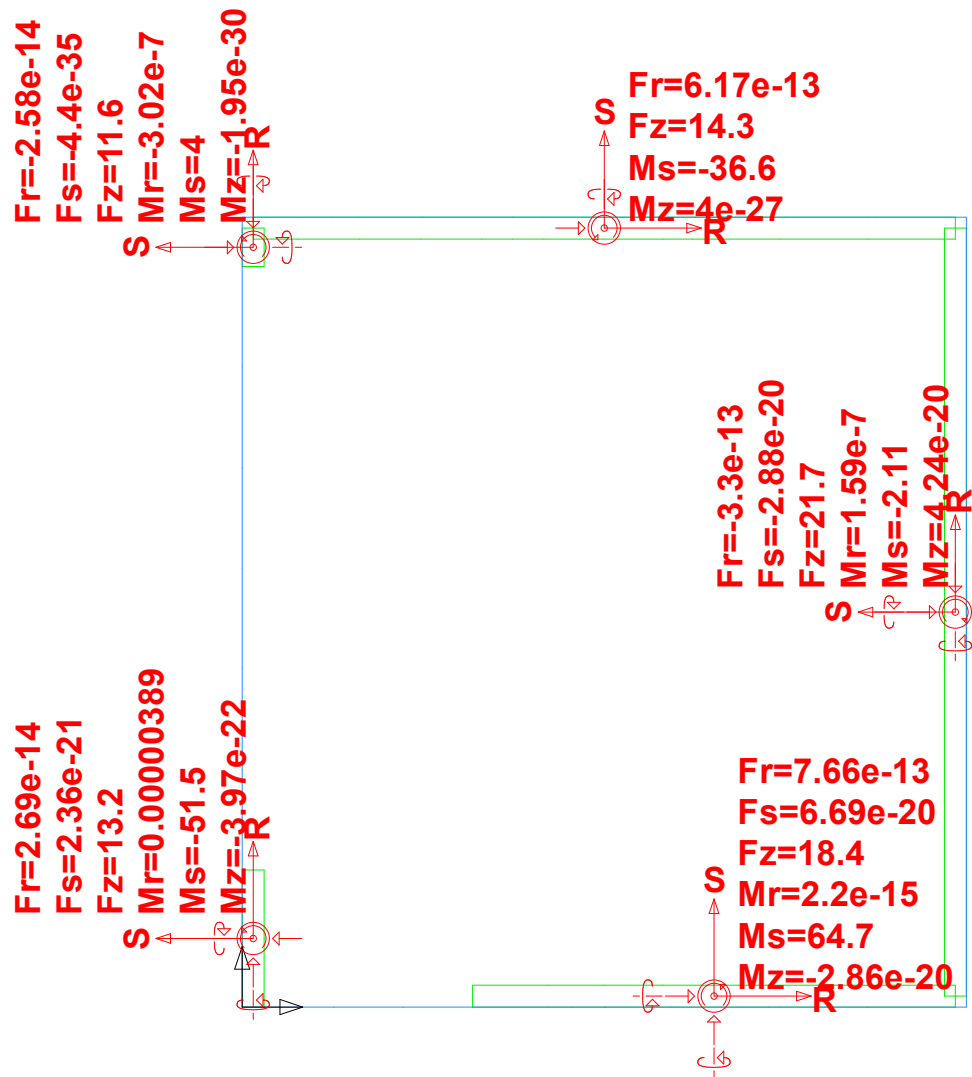 Fr=-2.58e-14
Fs=-4.4e-35
Fz=11.6
Mr=-3.02e-7
Ms=4
Mz=-1.95e-30
R
S
Fr=6.17e-13
Fz=14.3
Ms=-36.6
Mz=4e-27
S
R
Fr=-3.3e-13
Fs=-2.88e-20
Fz=21.7
Mr=1.59e-7
Ms=-2.11
Mz=4.24e-20
R
S
Fr=2.69e-14
Fs=2.36e-21
Fz=13.2
Mr=0.00000389
Ms=-51.5
Mz=-3.97e-22
R
S
Fr=7.66e-13
Fs=6.69e-20
Fz=18.4
Mr=2.2e-15
Ms=64.7
Mz=-2.86e-20
S
R